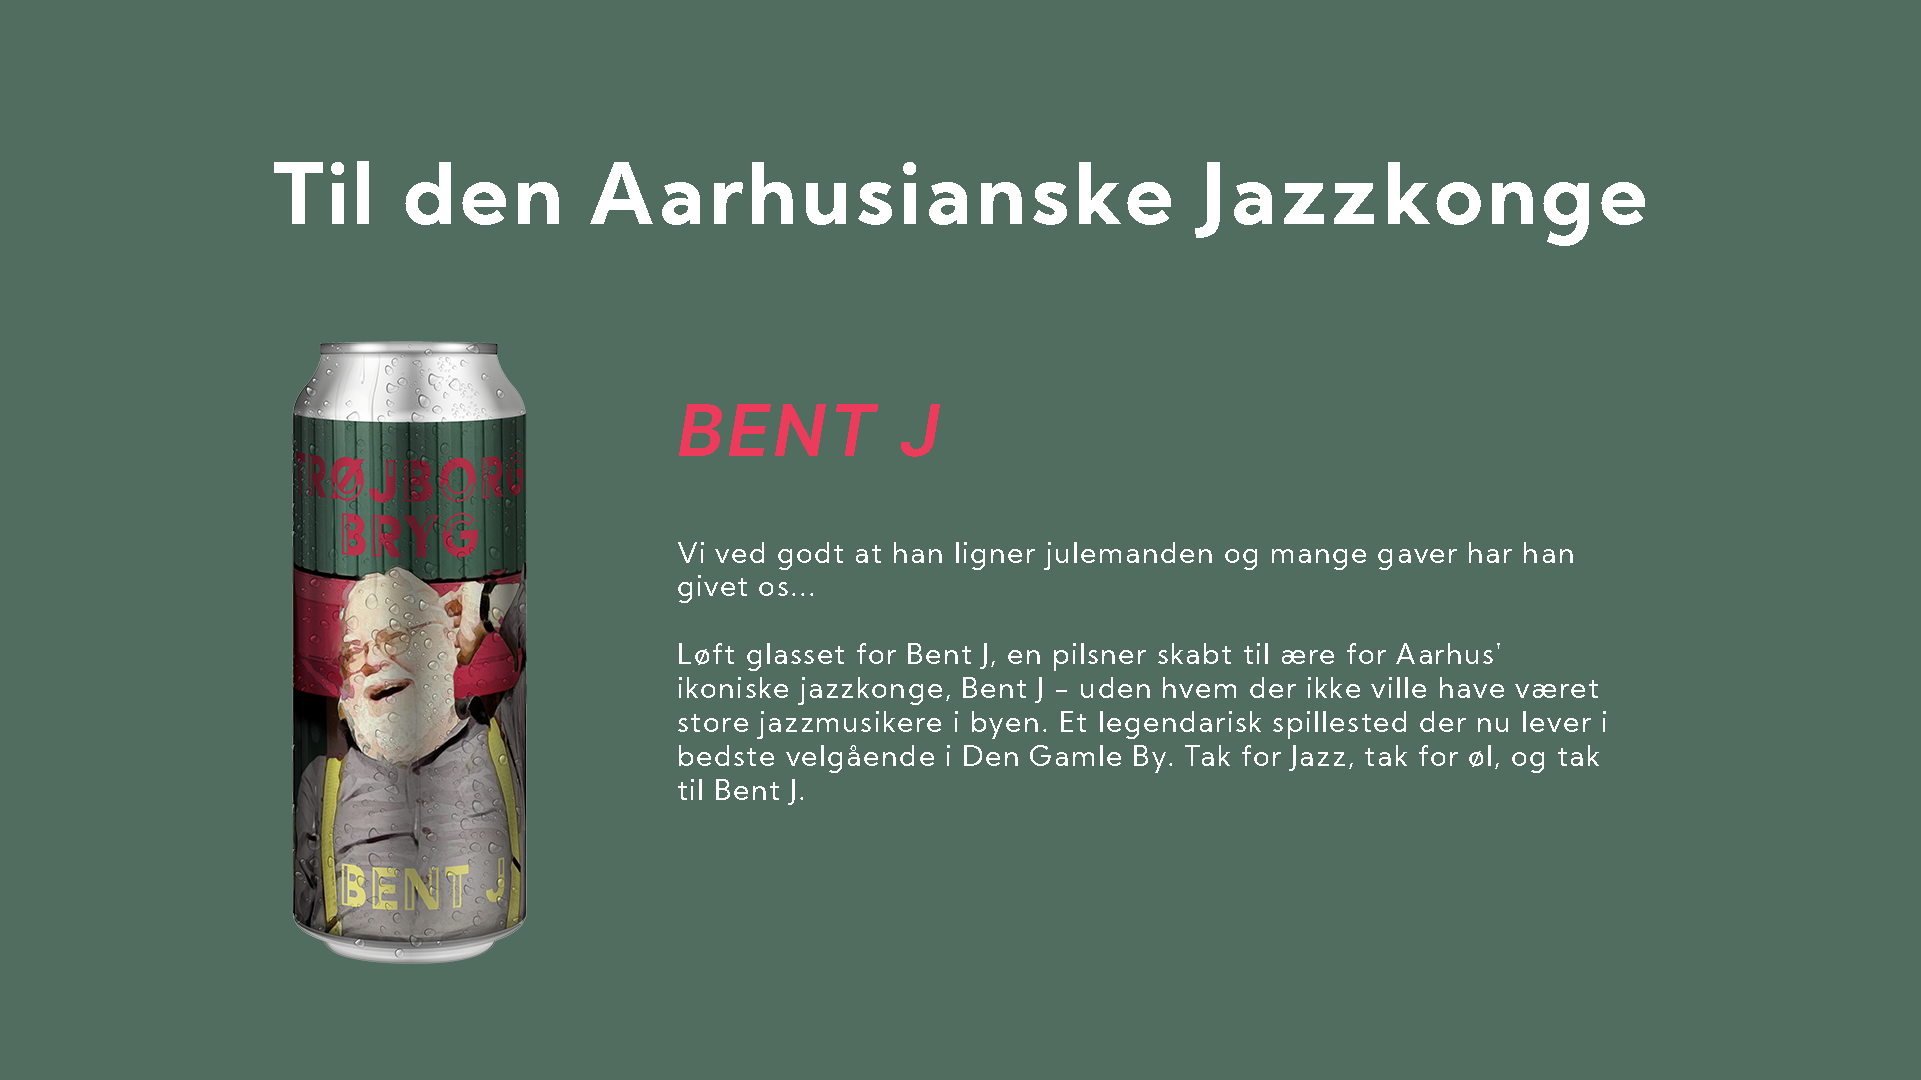 Til den Aarhusianske Jazzkonge
TRØJBORG
BRYG
BENT J
BENT J
Vi ved godt at han ligner julemanden og mange gaver har han
givet os...
Løft glasset for Bent J, en pilsner skabt til ære for Aarhus'
ikoniske jazzkonge, Bent J - uden hvem der ikke ville have været
store jazzmusikere i byen. Et legendarisk spillested der nu lever i
bedste velgående i Den Gamle By. Tak for Jazz, tak for øl, og tak
til Bent J.